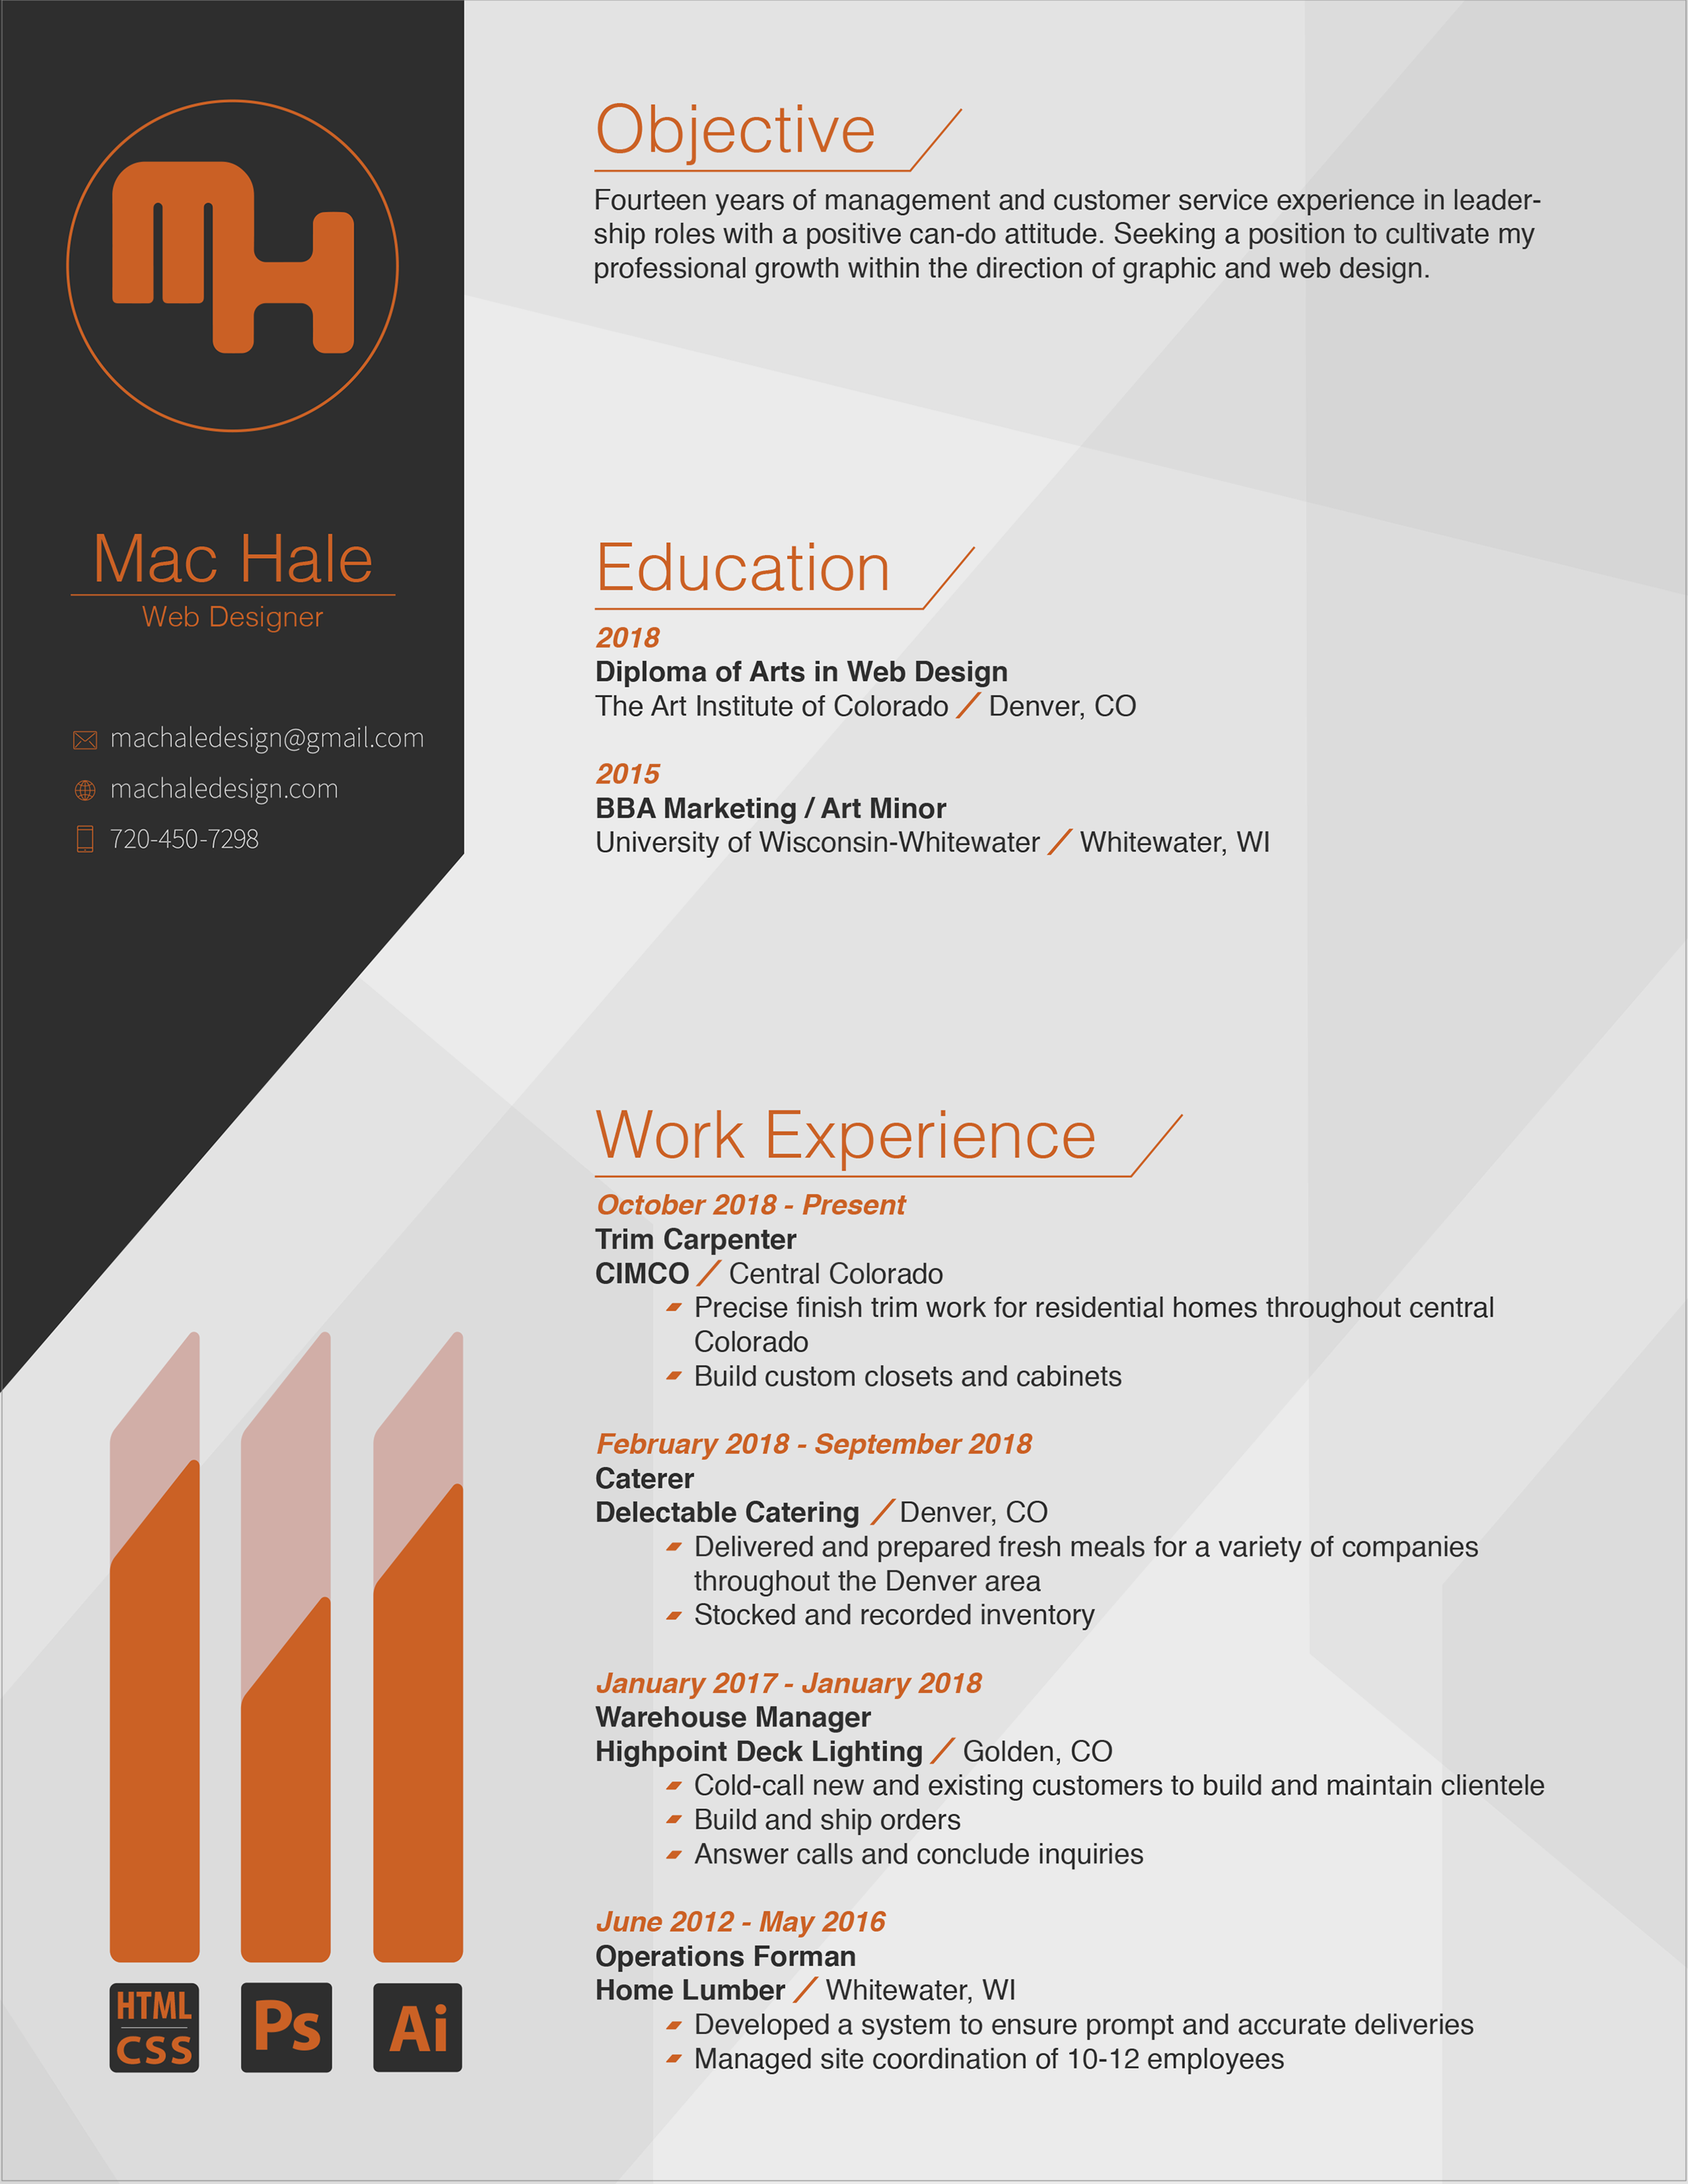 MH
Mac Hale
Web Designer
machaledesign@gmail.com
machaledesign.com
720-450-7298
HTML
CSS
Ps
Ai
Objective
Fourteen years of management and customer service experience in leader-
ship roles with a positive can-do attitude. Seeking a position to cultivate my
professional growth within the direction of graphic and web design.
Education
2018
Diploma of Arts in Web Design
The Art Institute of Colorado / Denver, CO
2015
BBA Marketing / Art Minor
University of Wisconsin-Whitewater / Whitewater, WI
Work Experience
October 2018 - Present
Trim Carpenter
CIMCO / Central Colorado
Precise finish trim work for residential homes throughout central
Colorado
Build custom closets and cabinets
February 2018 - September 2018
Caterer
Delectable Catering / Denver, CO
Delivered and prepared fresh meals for a variety of companies
throughout the Denver area
Stocked and recorded inventory
January 2017 - January 2018
Warehouse Manager
Highpoint Deck Lighting / Golden, CO
Cold-call new and existing customers to build and maintain clientele
Build and ship orders
Answer calls and conclude inquiries
June 2012 - May 2016
Operations Forman
Home Lumber / Whitewater, WI
Developed a system to ensure prompt and accurate deliveries
Managed site coordination of 10-12 employees